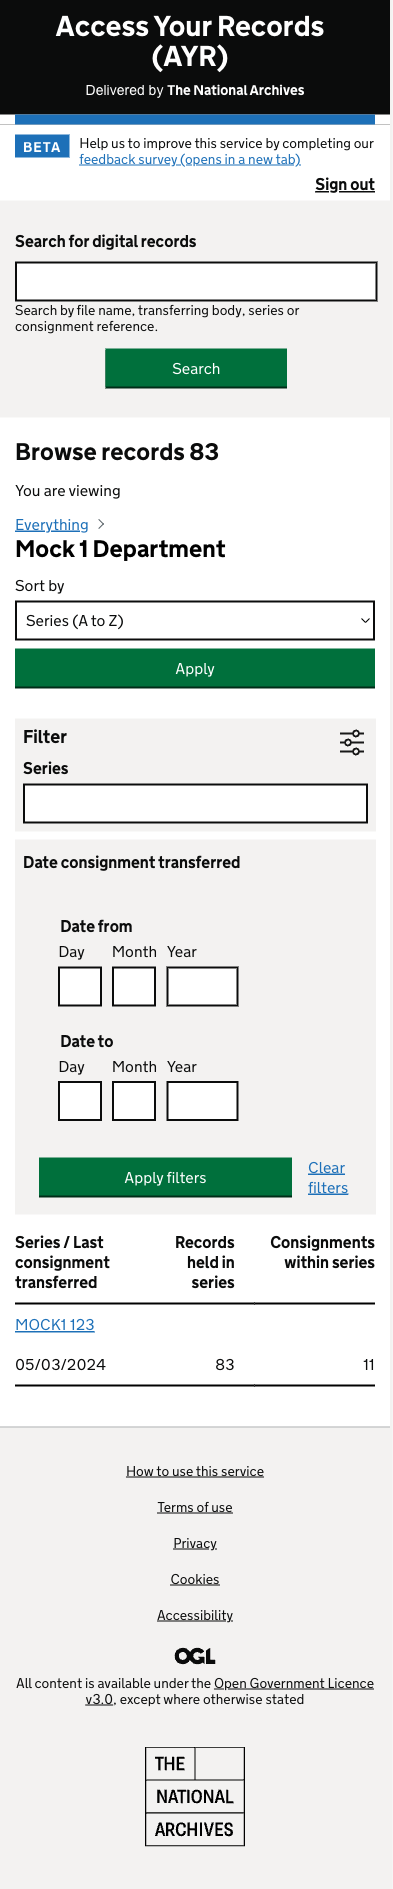 Access Your Records
(AYR)
Delivered by The National Archives
BETA
Help us to improve this service by completing our
feedback survey (opens in a new tab)
Sign out
Search for digital records
Search by file name, transferring body, series or
consignment reference.
Search
Browse records 83
You are viewing
Everything
Mock 1 Department
Sort by
Series (A to Z)
Apply
Filter
Series
Date consignment transferred
Date from
Day Month Year
Date to
Day Month Year
Apply filters
Clear
filters
Series / Last Records Consignments
consignment held in within series
transferred series
MOCK1 123
05/03/2024 83 11
How to use this service
Terms of use
Privacy
Cookies
Accessibility
OGL
All content is available under the Open Government Licence
v3.0, except where otherwise stated
THE
NATIONAL
ARCHIVES